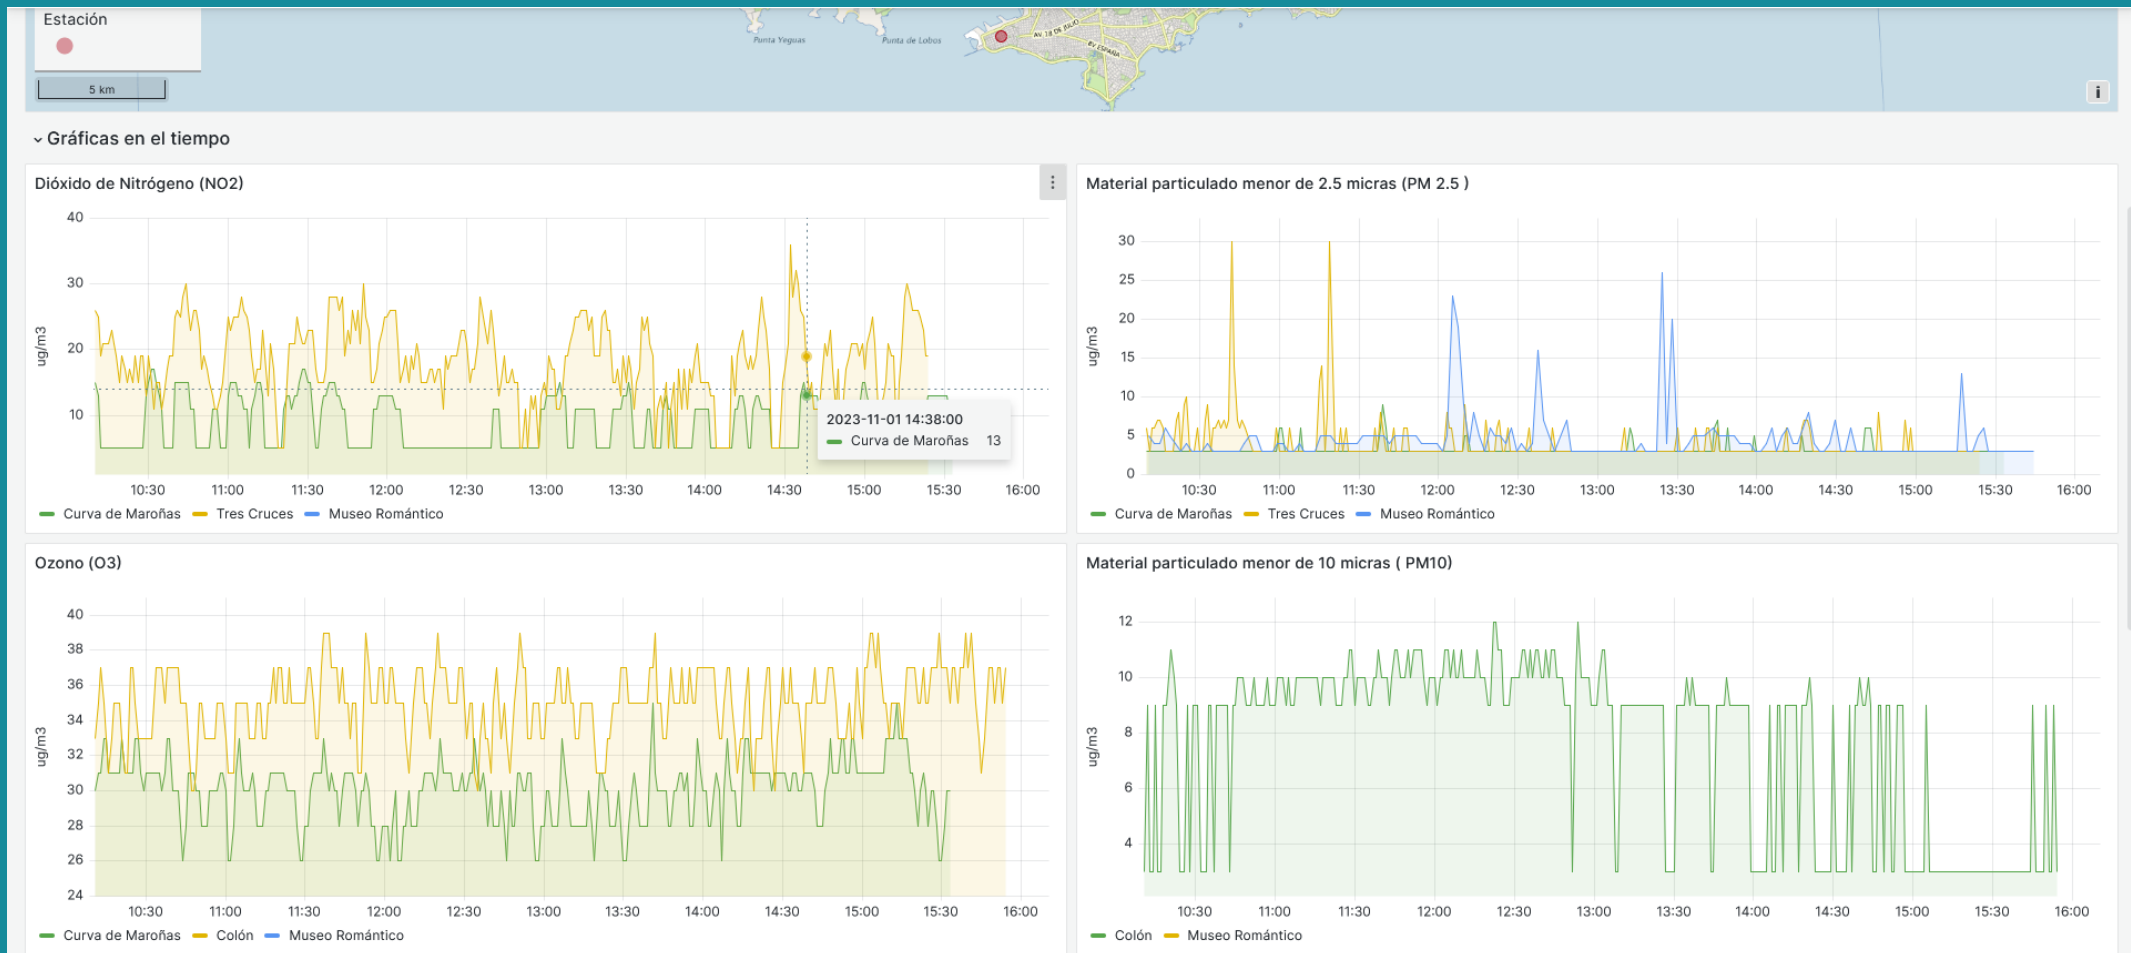 Estación
5 km
Punta Yeguas
Punta de Lobos
AV. 18 DE JULIO
BV ESPAÑA
i
Gráficas en el tiempo
Dióxido de Nitrógeno (NO2)
40
30
20
10
ug/m3
10:30 11:00 11:30 12:00 12:30 13:00 13:30 14:00 14:30 15:00 15:30 16:00
2023-11-01 14:38:00
Curva de Maroñas 13
Curva de Maroñas Tres Cruces Museo Romántico
Material particulado menor de 2.5 micras (PM 2.5 )
30
25
20
15
10
5
0
ug/m3
10:30 11:00 11:30 12:00 12:30 13:00 13:30 14:00 14:30 15:00 15:30 16:00
Curva de Maroñas Tres Cruces Museo Romántico
Ozono (O3)
40
38
36
34
32
30
28
26
24
ug/m3
10:30 11:00 11:30 12:00 12:30 13:00 13:30 14:00 14:30 15:00 15:30 16:00
Curva de Maroñas Colón Museo Romántico
Material particulado menor de 10 micras ( PM10)
12
10
8
6
4
ug/m3
10:30 11:00 11:30 12:00 12:30 13:00 13:30 14:00 14:30 15:00 15:30 16:00
Colón Museo Romántico